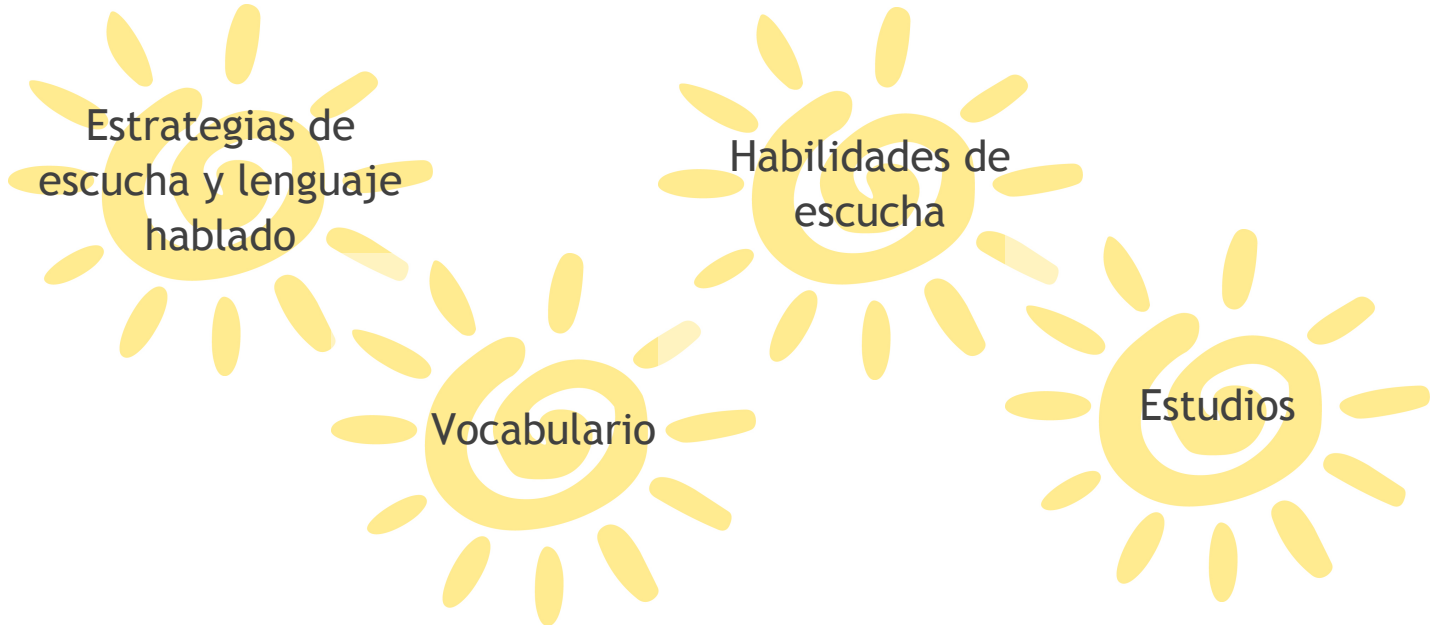 Estrategias de
escucha y lenguaje
hablado
Habilidades de
escucha
Vocabulario
Estudios